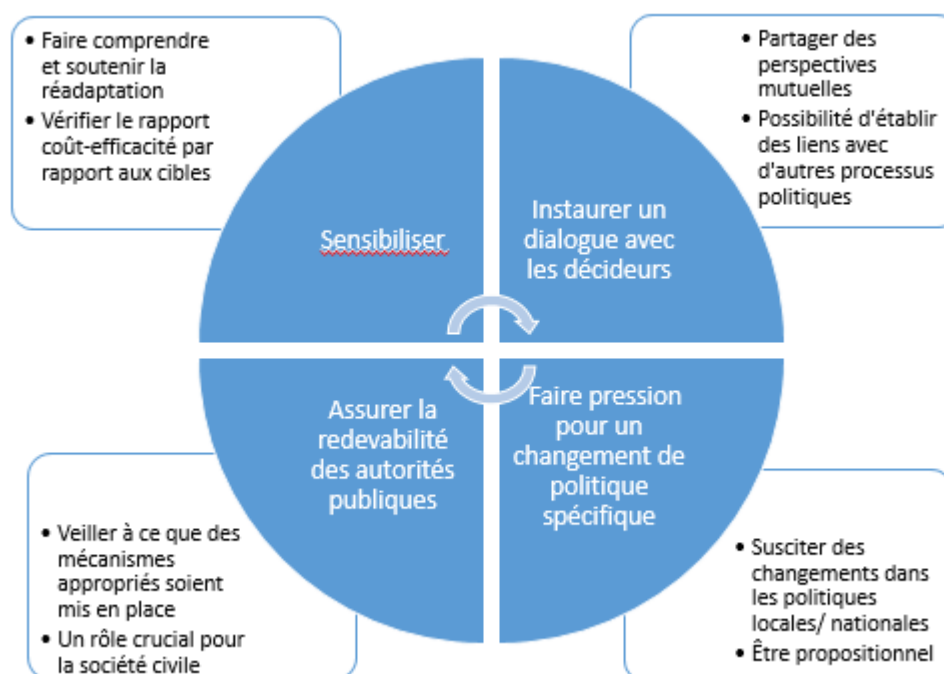 • Faire comprendre
et soutenir la
réadaptation
• Vérifier le rapport
coût-efficacité par
rapport aux cibles
• Partager des
perspectives
mutuelles
• Possibilité d'établir
des liens avec
d'autres processus
politiques
Sensibiliser
Instaurer un
dialogue avec
les décideurs
Assurer la
redevabilité
des autorités
publiques
Faire pression
pour un
changement de
politique
spécifique
• Veiller à ce que des
mécanismes
appropriés soient
mis en place
• Un rôle crucial pour
la société civile
• Susciter des
changements dans
les politiques
locales/ nationales
• Être propositionnel